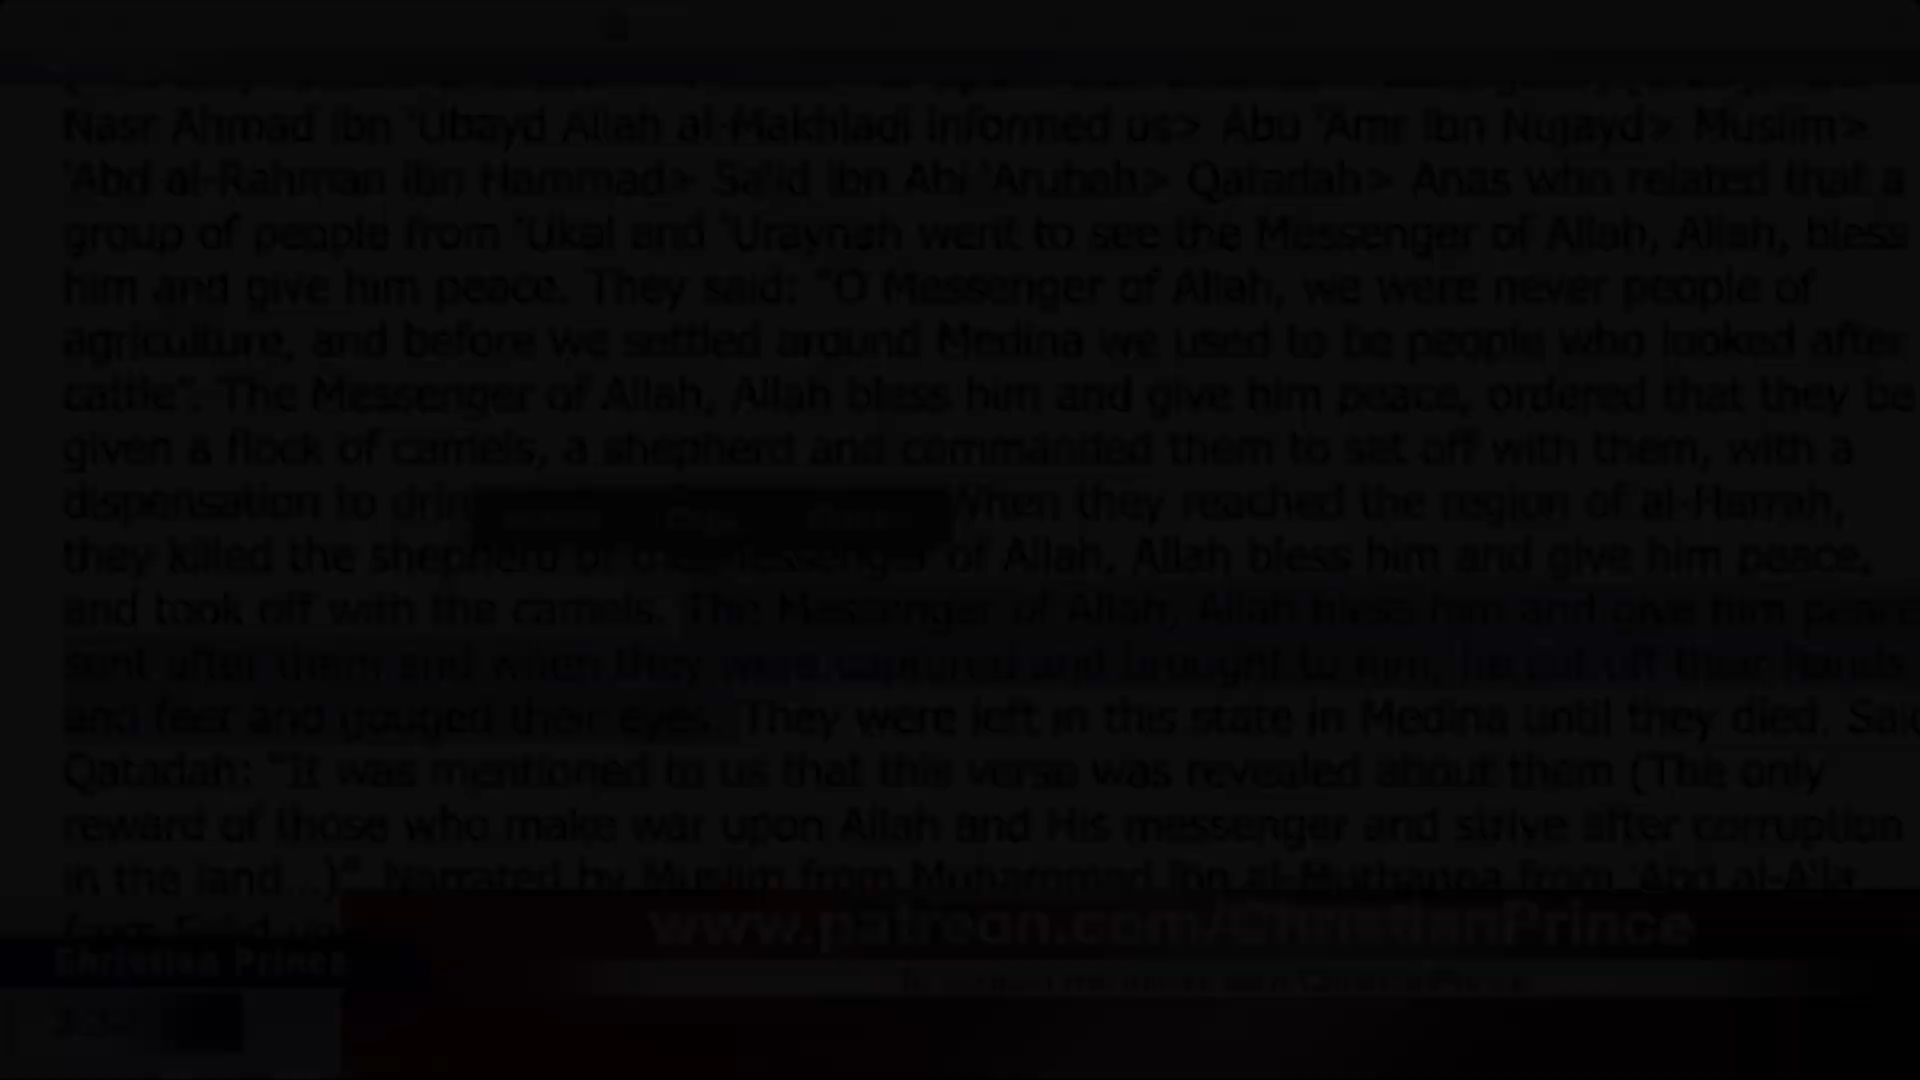 Nasr Ahmad ibn 'Ubayd Allah al-Makhladi informed us> Abu 'Amr ibn Nujayd> Muslim>
'Abd al-Rahman ibn Hammad> Sa'id ibn Abi 'Arubah> Qatadah> Anas who related that a
group of people from 'Ukal and 'Uraynah went to see the Messenger of Allah, Allah, bless
him and give him peace. They said: "O Messenger of Allah, we were never people of
agriculture, and before we settled around Medina we used to be people who looked after
cattle". The Messenger of Allah, Allah bless him and give him peace, ordered that they be
given a flock of camels, a shepherd and commanded them to set off with them, with a
dispensation to When they reached the region of al-Harrah,
they killed the shepherd of the Messenger of Allah, Allah bless him and give him peace,
and took off with the camels. The Messenger of Allah, Allah bless him and give him peace
sent after them and when they were captured and brought to him, he cut off their hands
and feet and gouged their eyes. They were left in this state in Medina until they died. Said
Qatadah: "It was mentioned to us that this verse was revealed about them (The only
reward of those who make war upon Allah and His messenger and strive after corruption
in the land...)" Narrated by Muslim from Muhammad ibn al-Muthanna from 'Abd al-A'la
www.patreon.com/ChristianPrince
Christian Prince